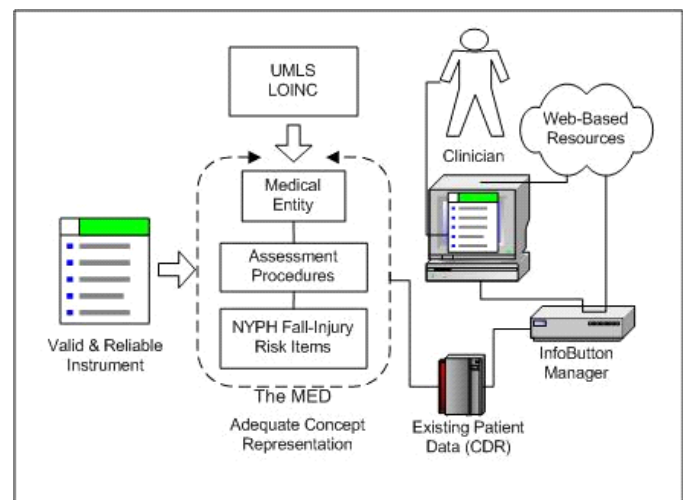 UMLS
LOINC
Clinician
Web-Based
Resources
Medical
Entity
Assessment
Procedures
NYPH Fall-Injury
Risk Items
Valid & Reliable
Instrument
The MED
Adequate Concept
Representation
InfoButton
Manager
Existing Patient
Data (CDR)